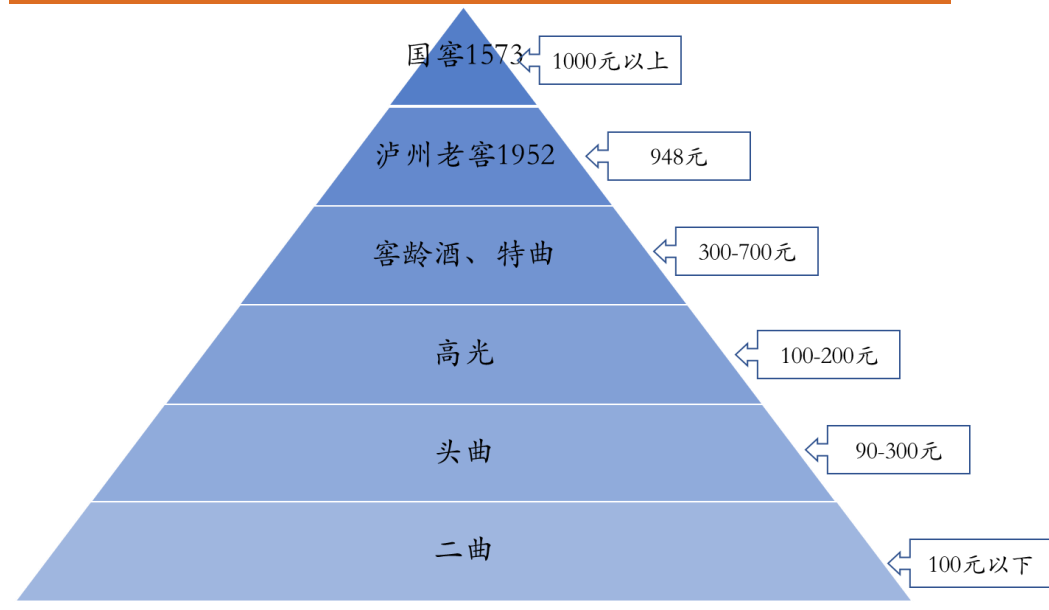 国窖1573
1000元以上
泸州老窖1952
948元
窖龄酒、特曲
300-700元
高光
100-200元
头曲
90-300元
二曲
100元以下